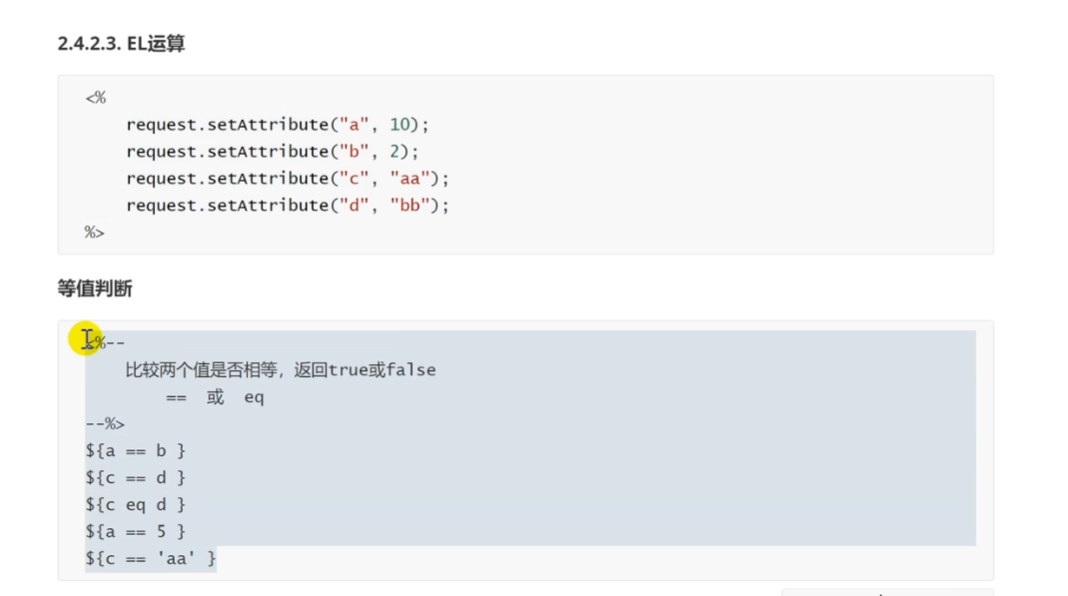 2.4.2.3. EL运算
<%
request.setAttribute("a", 10);
request.setAttribute("b", 2);
request.setAttribute("c", "aa");
request.setAttribute("d", "bb");
%>
等值判断
<%--
比较两个值是否相等，返回true或false
== 或 eq
--%>
${a == b }
${c == d }
${c eq d }
${a == 5 }
${c == 'aa' }